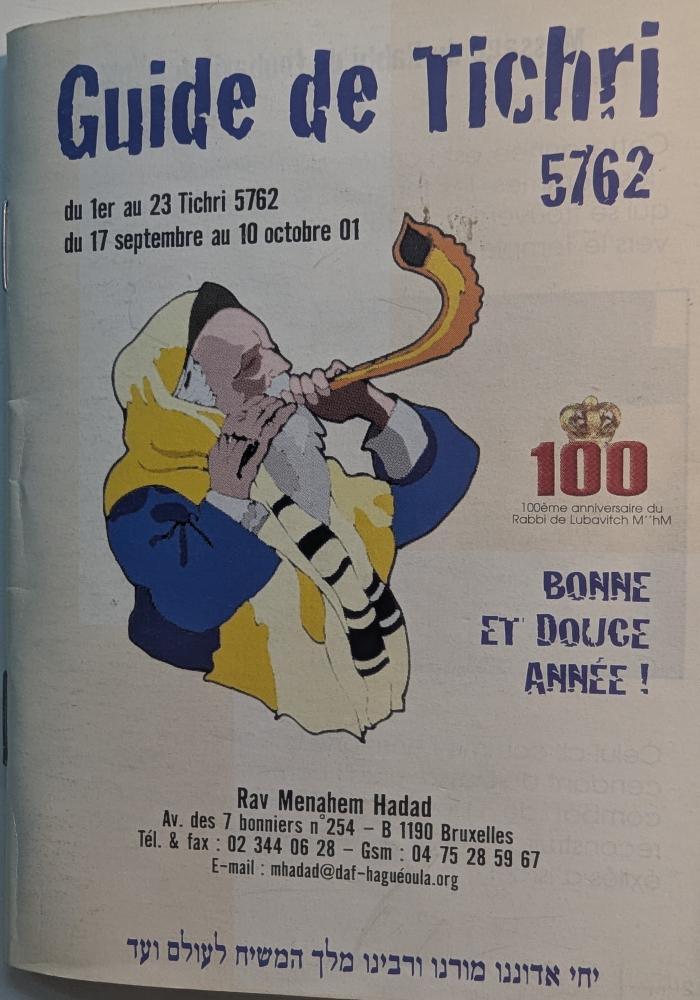 Guide de Tichri
5762
du 1er au 23 Tichri 5762
du 17 septembre au 10 octobre 01
100
100ème anniversaire du
Rabbi de Lubavitch M''hM
BONNE
ET DOUCE
ANNÉE !
Rav Menahem Hadad
Av. des 7 bonniers n°254 – B 1190 Bruxelles
Tél. & fax : 02 344 06 28 – Gsm : 04 75 28 59 67
E-mail : mhadad@daf-haguéoula.org
יחי אדוננו מורנו ורבינו מלך המשיח לעולם ועד